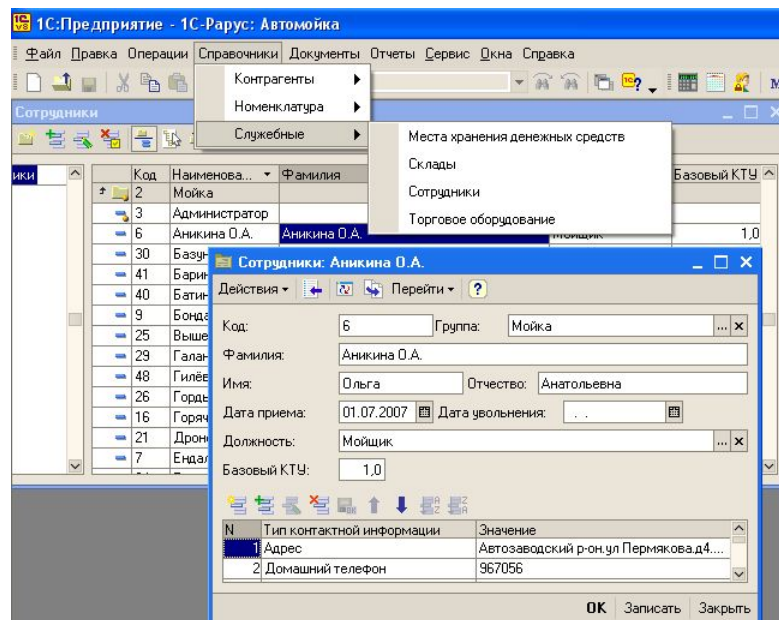 1С:Предприятие - 1С-Рарус: Автомойка
Файл Правка Операции Справочники Документы Отчеты Сервис Окна Справка
Контрагенты
Номенклатура
Служебные
Места хранения денежных средств
Склады
Сотрудники
Торговое оборудование
Сотрудники
ики Код Наименова... Фамилия Базовый КТУ
2 Мойка
3 Администратор
6 Аникина О.А. Аникина О.А. Мойщик 1,0
30
41
40
9
25
29
48
26
16
21
7
Сотрудники: Аникина О.А.
Действия Перейти
Код: 6 Группа: Мойка
Фамилия: Аникина О.А.
Имя: Ольга Отчество: Анатольевна
Дата приема: 01.07.2007 Дата увольнения: . .
Должность: Мойщик
Базовый КТУ: 1,0
N Тип контактной информации Значение
1 Адрес Автозаводский р-он.ул Пермякова.д4....
2 Домашний телефон 967056
OK Записать Закрыть